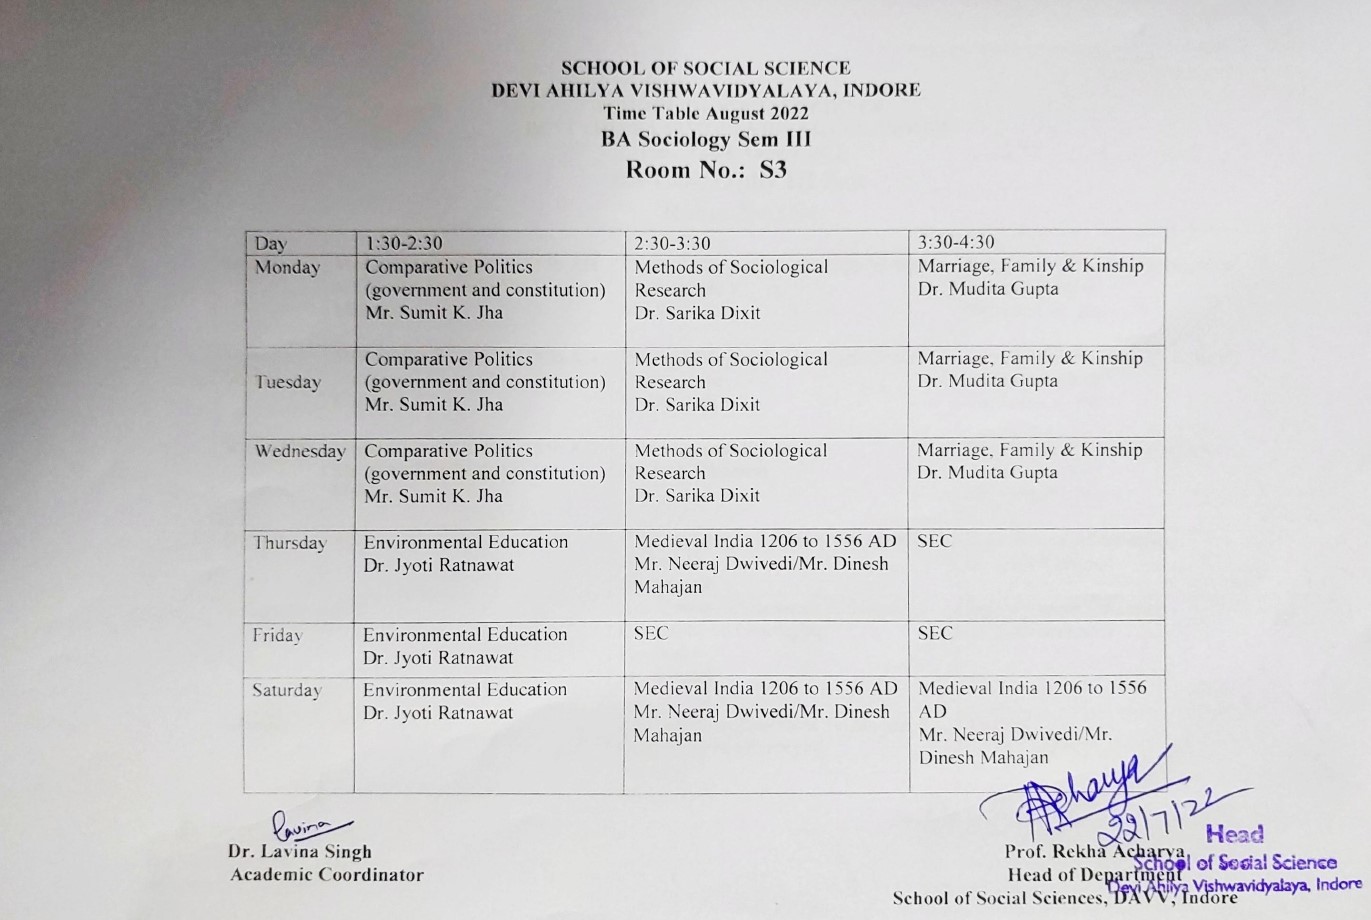 SCHOOL OF SOCIAL SCIENCE
DEVI AHILYA VISHWAVIDYALAYA, INDORE
Time Table August 2022
BA Sociology Sem III
Room No.: S3
Day 1:30-2:30 2:30-3:30 3:30-4:30
Monday
Comparative Politics
(government and constitution)
Mr. Sumit K. Jha
Methods of Sociological
Research
Dr. Sarika Dixit
Marriage, Family & Kinship
Dr. Mudita Gupta
Tuesday
Comparative Politics
(government and constitution)
Mr. Sumit K. Jha
Methods of Sociological
Research
Dr. Sarika Dixit
Marriage, Family & Kinship
Dr. Mudita Gupta
Wednesday
Comparative Politics
(government and constitution)
Mr. Sumit K. Jha
Methods of Sociological
Research
Dr. Sarika Dixit
Marriage, Family & Kinship
Dr. Mudita Gupta
Thursday
Environmental Education
Dr. Jyoti Ratnawat
Medieval India 1206 to 1556 AD
Mr. Neeraj Dwivedi/Mr. Dinesh
Mahajan
SEC
Friday
Environmental Education
Dr. Jyoti Ratnawat
SEC
SEC
Saturday
Environmental Education
Dr. Jyoti Ratnawat
Medieval India 1206 to 1556 AD
Mr. Neeraj Dwivedi/Mr. Dinesh
Mahajan
Medieval India 1206 to 1556
AD
Mr. Neeraj Dwivedi/Mr.
Dinesh Mahajan
Lavina
Dr. Lavina Singh
Academic Coordinator
22/7/22
Prof. Rekha Acharya
Head of Department
School of Social Sciences, DAVV, Indore
Head
School of Social Science
Devi Ahilya Vishwavidyalaya, Indore